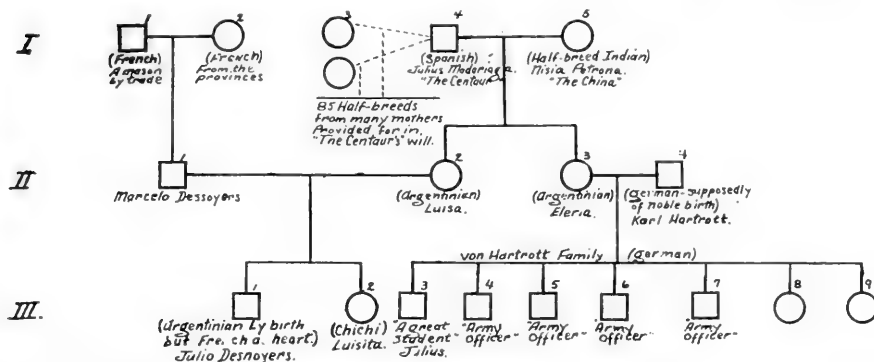 I
1
2
3
4
5
(French)
A mason
by trade
(French)
From the
provinces
(Spanish)
Julius Madariaga.
"The Centaur"
(Half-breed Indian)
Misia Petrona.
"The China"
85 Half-breeds
from many mothers
Provided for in
"The Centaur's" will.
II
1
2
3
4
Marcelo Desnoyers
(Argentinian)
Luisa.
(Argentinian)
Eleria.
(German-supposedly
of noble birth)
Karl Hartrott.
von Hartrott Family (german)
III.
1
2
3
4
5
6
7
8
9
(Argentinian by birth
but French a. heart.)
Julio Desnoyers.
(Chichi)
Luisita.
"A great
student"
Julius.
"Army
Officer"
"Army
Officer"
"Army
Officer"
"Army
Officer"